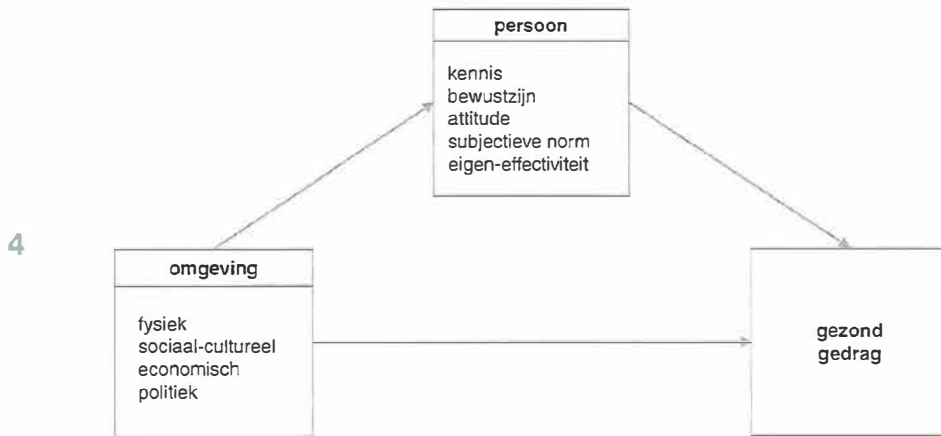 persoon
kennis
bewustzijn
attitude
subjectieve norm
eigen-effectiviteit
4
omgeving
fysiek
sociaal-cultureel
economisch
politiek
gezond
gedrag